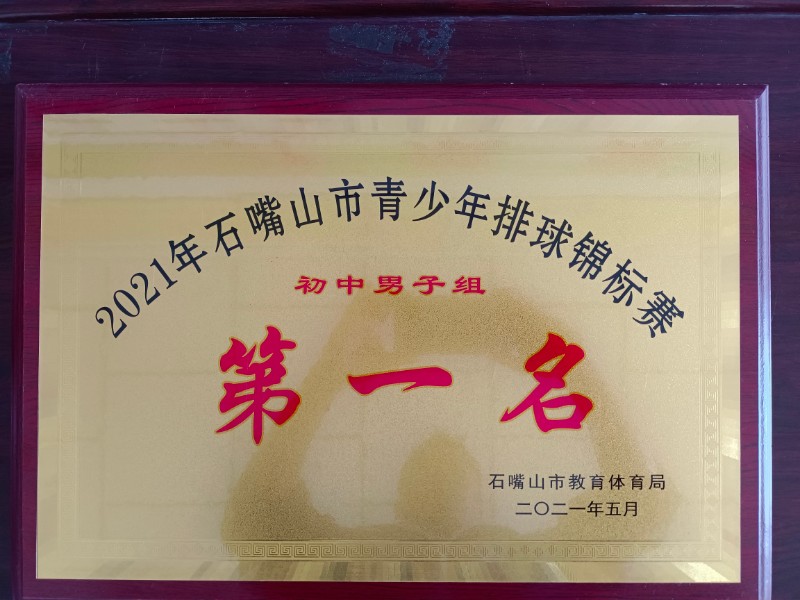 2021年石嘴山市青少年排球锦标赛
初中男子组
第一名
石嘴山市教育体育局
二〇二一年五月